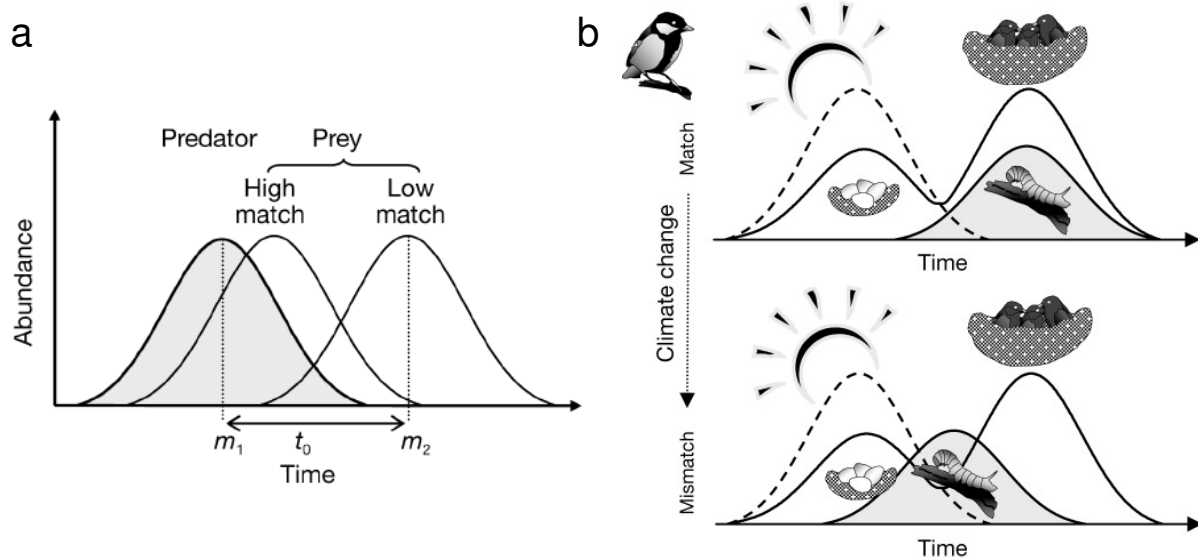 a
Predator
Prey
High
match
Low
match
Abundance
m₁
t₀
m₂
Time
b
Match
Climate change
Mismatch
Time
Time